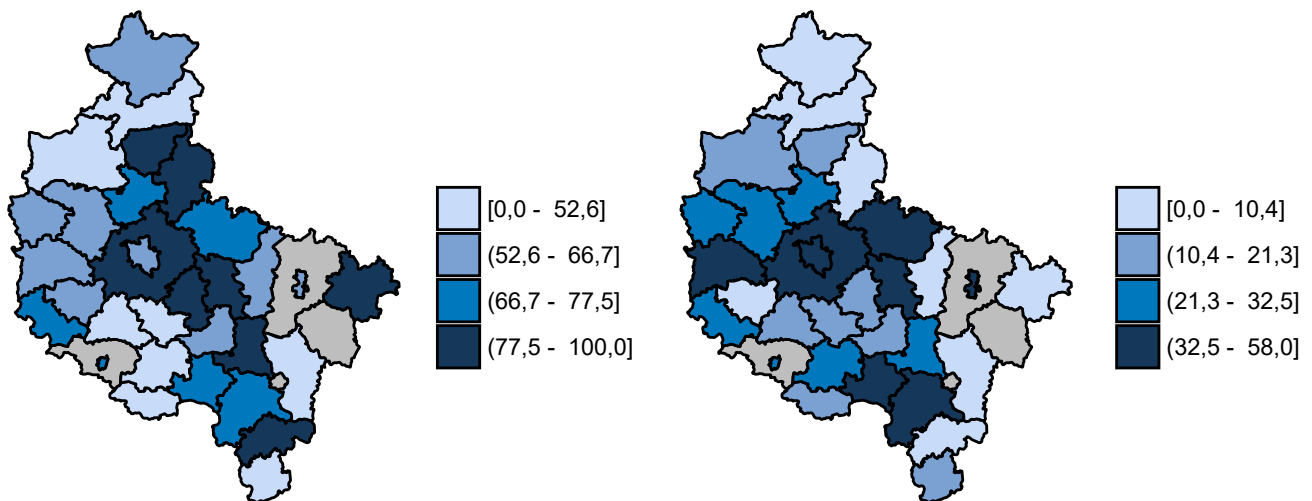 [0,0 - 52,6]
(52,6 - 66,7]
(66,7 - 77,5]
(77,5 - 100,0]
[0,0 - 10,4]
(10,4 - 21,3]
(21,3 - 32,5]
(32,5 - 58,0]